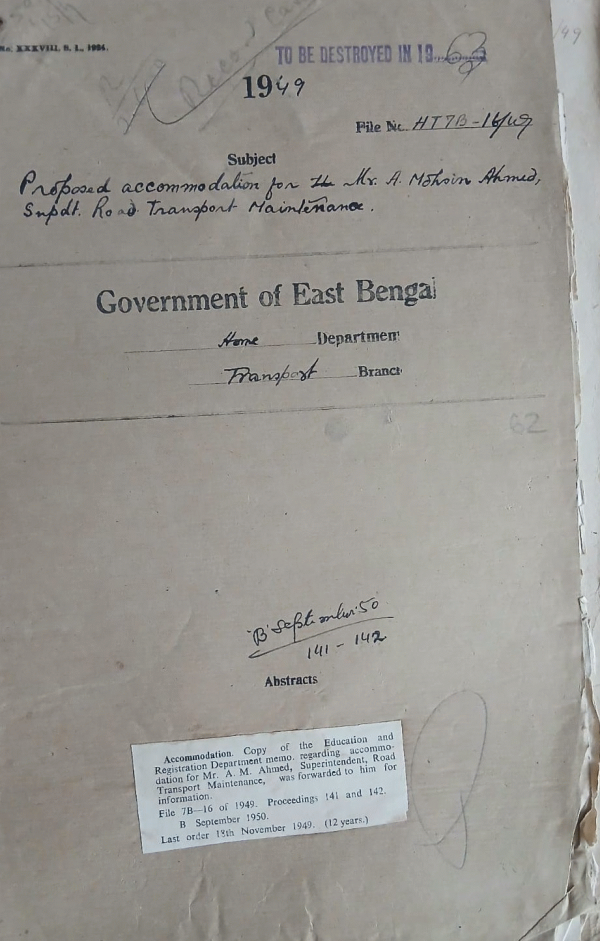 No. XXXVIII. B. I., 1904.
TO BE DESTROYED IN 19 62
Record
1949
File No. HT7B-16/49
Subject
Proposed accommodation for Mr. A. Mohsin Ahmed,
Supdt. Road Transport Maintenance.
Government of East Bengal
Home Department
Transport Branch
62
'B' September '50
141 - 142
Abstracts
Accommodation. Copy of the Education and
Registration Department memo. regarding accommo-
dation for Mr. A. M. Ahmed, Superintendent, Road
Transport Maintenance, was forwarded to him for
information.
File 7B—16 of 1949. Proceedings 141 and 142.
B September 1950.
Last order 18th November 1949. (12 years.)